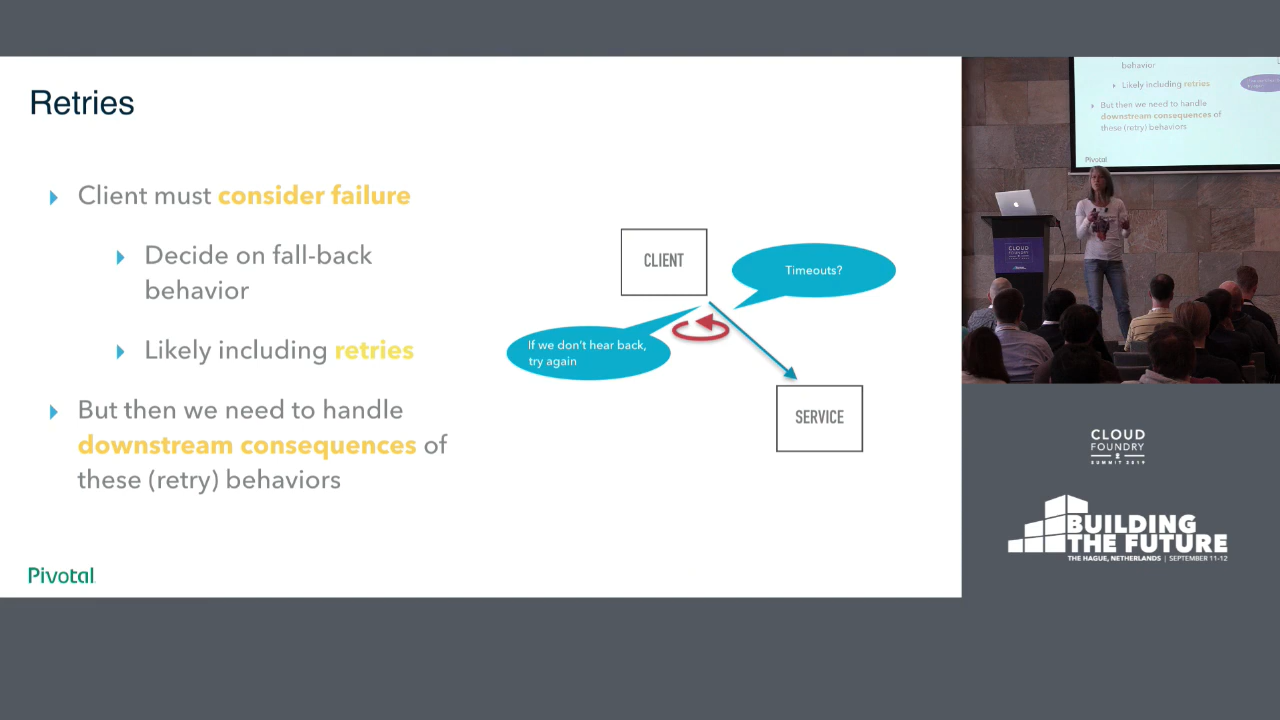 Retries
Client must consider failure
Decide on fall-back
behavior
Likely including retries
But then we need to handle
downstream consequences of
these (retry) behaviors
CLIENT
Timeouts?
If we don't hear back,
try again
SERVICE
Pivotal
behavior
Likely including retries
But then we need to handle
downstream consequences of
these (retry) behaviors
Pivotal
CLOUD
FOUNDRY
CLOUD
FOUNDRY
SUMMIT 2019
BUILDING
THE FUTURE
THE HAGUE, NETHERLANDS | SEPTEMBER 11-12